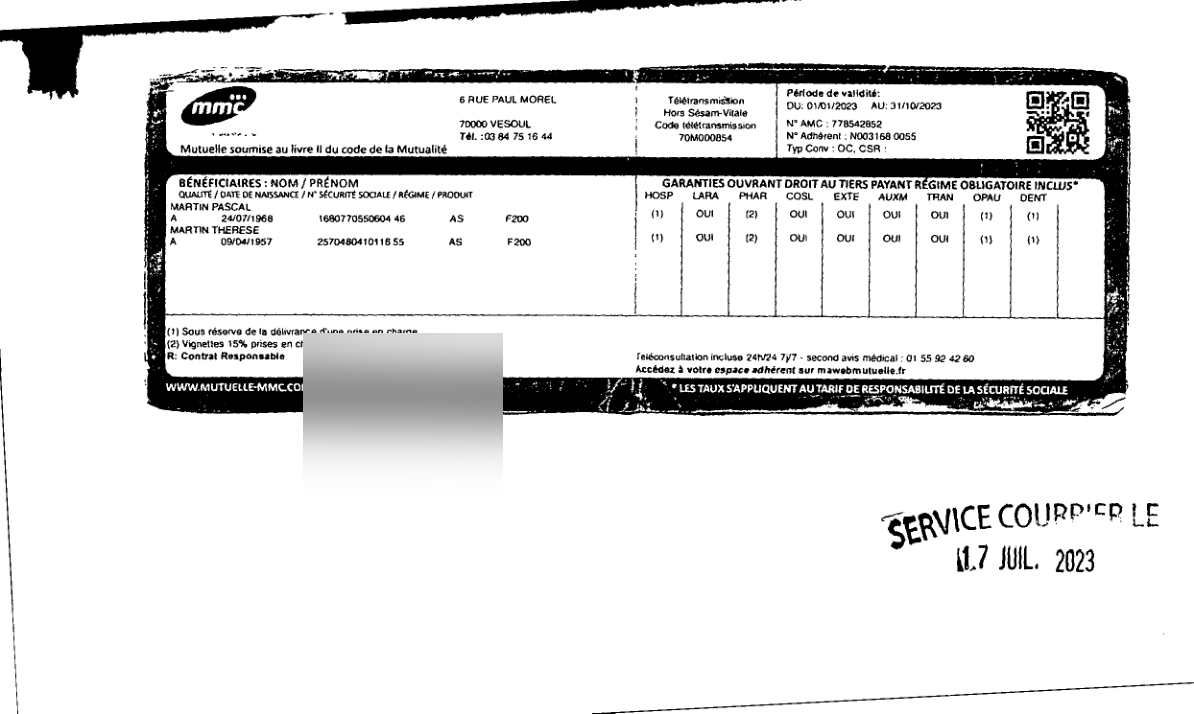 mmc
Mutuelle soumise au livre II du code de la Mutualité
6 RUE PAUL MOREL
70000 VESOUL
Tél. :03 84 75 16 44
Télétransmission
Hors Sésam-Vitale
Code télétransmission
70M000854
Période de validité:
DU: 01/01/2023 AU: 31/10/2023
N° AMC : 778542852
N° Adhérent : N003168 0055
Typ Conv : OC, CSR :
BÉNÉFICIAIRES : NOM / PRÉNOM
QUALITÉ / DATE DE NAISSANCE / N° SÉCURITÉ SOCIALE / RÉGIME / PRODUIT
GARANTIES OUVRANT DROIT AU TIERS PAYANT RÉGIME OBLIGATOIRE INCLUS*
HOSP LARA PHAR COSL EXTE AUXM TRAN OPAU DENT
MARTIN PASCAL
A 24/07/1968 1680770550604 46 AS F200 (1) OUI (2) OUI OUI OUI OUI (1) (1)
MARTIN THERESE
A 09/04/1957 2570480410116 55 AS F200 (1) OUI (2) OUI OUI OUI OUI (1) (1)
(1) Sous réserve de la délivrance d'une prise en charge
(2) Vignettes 15% prises en
R: Contrat Responsable
Téléconsultation incluse 24h/24 7j/7 - second avis médical : 01 55 92 42 60
Accédez à votre espace adhérent sur mawebmutuelle.fr
WWW.MUTUELLE-MMC.CO
* LES TAUX S'APPLIQUENT AU TARIF DE RESPONSABILITÉ DE LA SÉCURITÉ SOCIALE
SERVICE COURRIER LE
17 JUIL. 2023